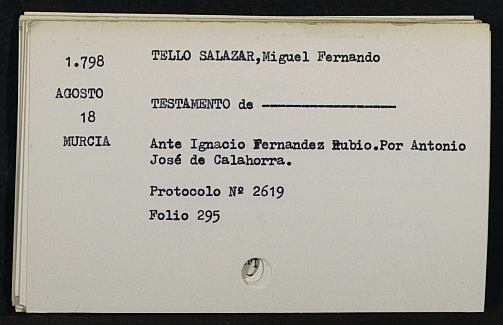 1.798
TELLO SALAZAR,Miguel Fernando
AGOSTO
18
MURCIA
TESTAMENTO de --------------------
Ante Ignacio Fernandez Rubio.Por Antonio
José de Calahorra.
Protocolo Nº 2619
Folio 295